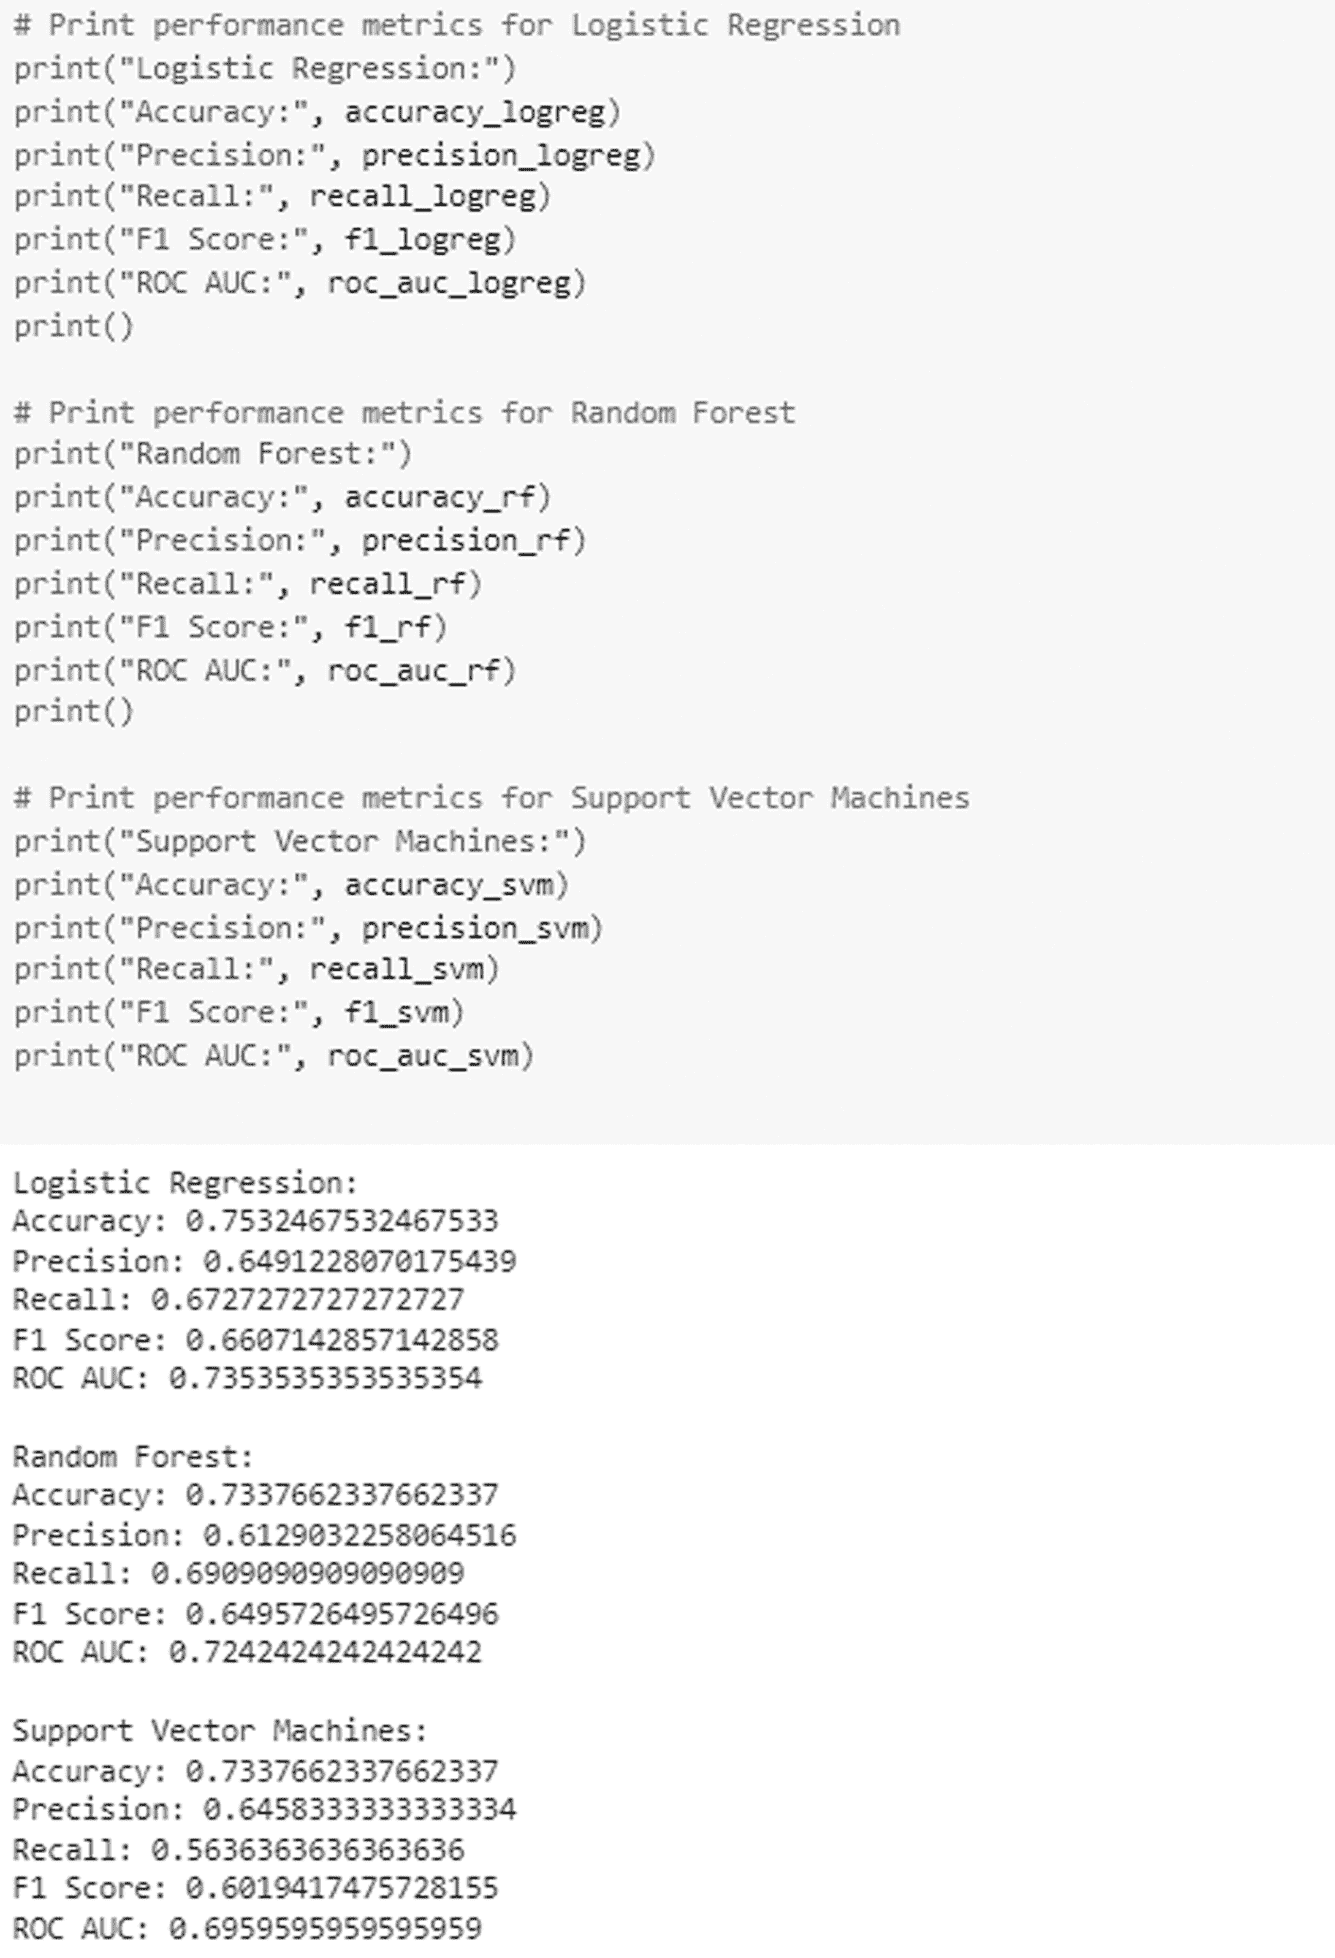 # Print performance metrics for Logistic Regression
print("Logistic Regression:")
print("Accuracy:", accuracy_logreg)
print("Precision:", precision_logreg)
print("Recall:", recall_logreg)
print("F1 Score:", f1_logreg)
print("ROC AUC:", roc_auc_logreg)
print()

# Print performance metrics for Random Forest
print("Random Forest:")
print("Accuracy:", accuracy_rf)
print("Precision:", precision_rf)
print("Recall:", recall_rf)
print("F1 Score:", f1_rf)
print("ROC AUC:", roc_auc_rf)
print()

# Print performance metrics for Support Vector Machines
print("Support Vector Machines:")
print("Accuracy:", accuracy_svm)
print("Precision:", precision_svm)
print("Recall:", recall_svm)
print("F1 Score:", f1_svm)
print("ROC AUC:", roc_auc_svm)

Logistic Regression:
Accuracy: 0.7532467532467533
Precision: 0.6491228070175439
Recall: 0.6727272727272727
F1 Score: 0.6607142857142858
ROC AUC: 0.7353535353535354

Random Forest:
Accuracy: 0.7337662337662337
Precision: 0.6129032258064516
Recall: 0.6909090909090909
F1 Score: 0.6495726495726496
ROC AUC: 0.7242424242424242

Support Vector Machines:
Accuracy: 0.7337662337662337
Precision: 0.6458333333333334
Recall: 0.5636363636363636
F1 Score: 0.6019417475728155
ROC AUC: 0.6959595959595959